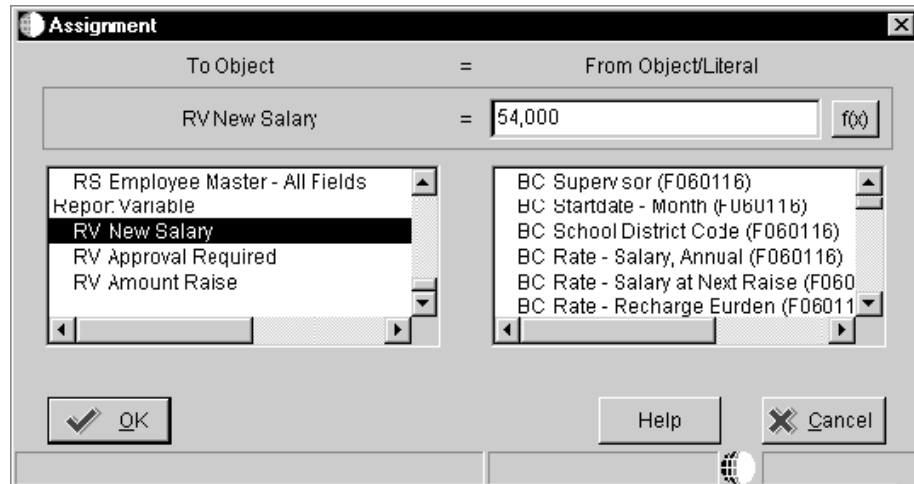 Assignment
To Object = From Object/Literal
RV New Salary = 54,000 f(x)
RS Employee Master - All Fields
Report Variable
RV New Salary
RV Approval Required
RV Amount Raise
BC Supervisor (F060116)
BC Startdate - Month (F060116)
BC School District Code (F060116)
BC Rate - Salary, Annual (F060116)
BC Rate - Salary at Next Raise (F060
BC Rate - Recharge Burden (F06011
OK Help Cancel